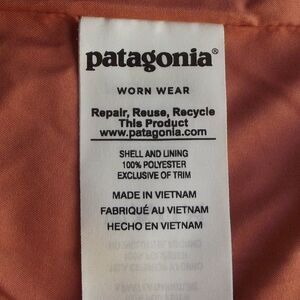 patagonia®
WORN WEAR
Repair, Reuse, Recycle
This Product
www.patagonia.com
SHELL AND LINING
100% POLYESTER
EXCLUSIVE OF TRIM
MADE IN VIETNAM
FABRIQUÉ AU VIETNAM
HECHO EN VIETNAM